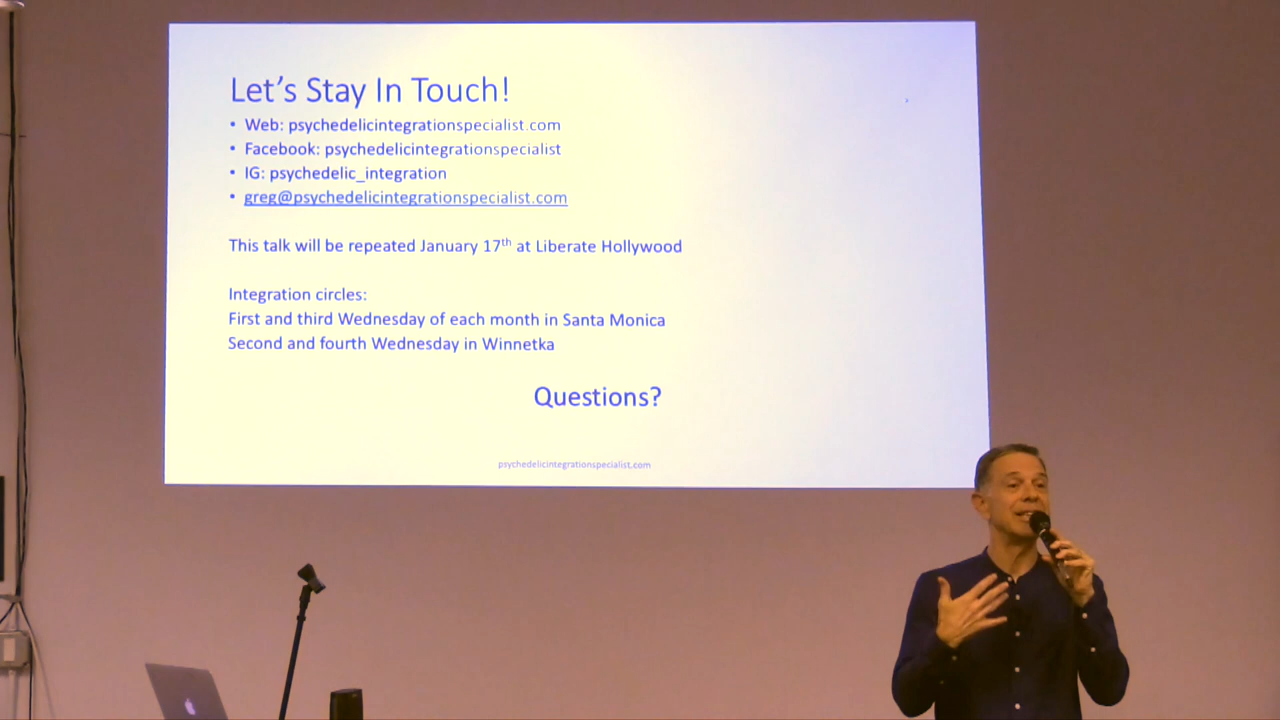 Let's Stay In Touch!
• Web: psychedelicintegrationspecialist.com
• Facebook: psychedelicintegrationspecialist
• IG: psychedelic_integration
• greg@psychedelicintegrationspecialist.com
This talk will be repeated January 17th at Liberate Hollywood
Integration circles:
First and third Wednesday of each month in Santa Monica
Second and fourth Wednesday in Winnetka
Questions?
psychedelicintegrationspecialist.com